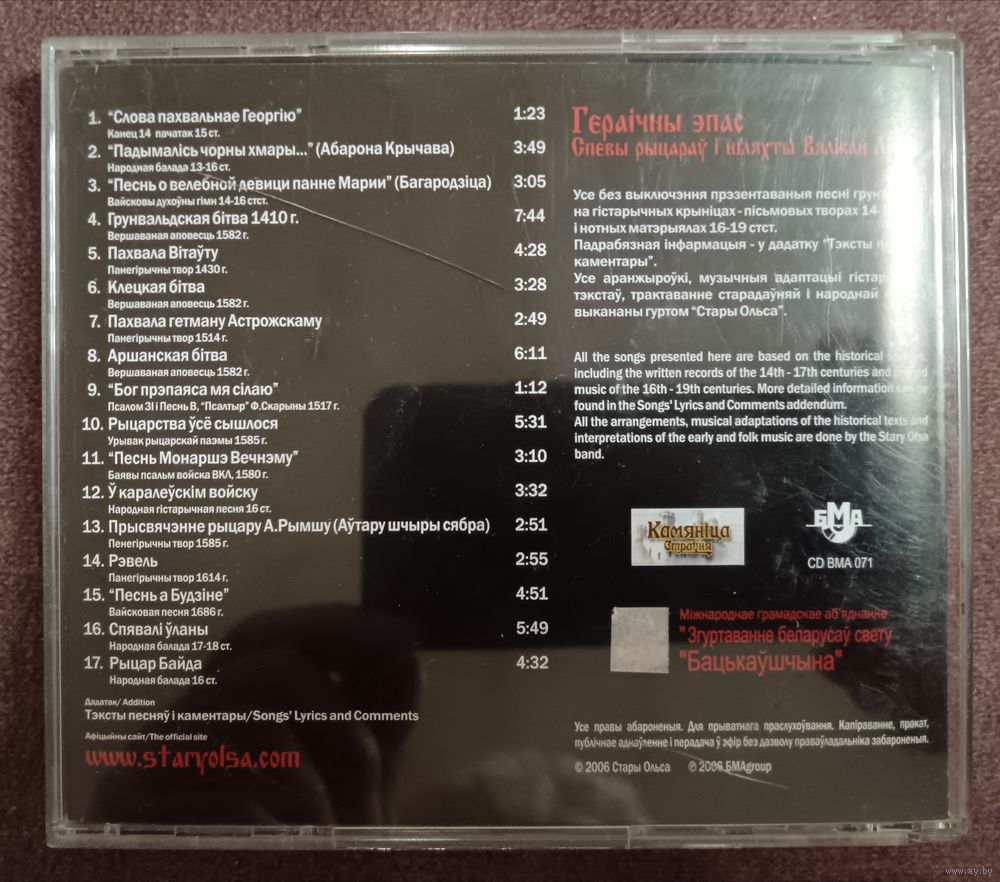 1. “Слова пахвальнае Георгію” 1:23
Канец 14 пачатак 15 ст.
2. “Падымалісь чорны хмары...” (Абарона Крычава) 3:49
Народная балада 13-16 ст.
3. “Песнь о велебной девици панне Марии” (Багародзіца) 3:05
Вайсковы духоўны гімн 14-16 стст.
4. Грунвальдская бітва 1410 г. 7:44
Вершаваная аповесць 1582 г.
5. Пахвала Вітаўту 4:28
Панегірычны твор 1430 г.
6. Клецкая бітва 3:28
Вершаваная аповесць 1582 г.
7. Пахвала гетману Астрожскаму 2:49
Панегірычны твор 1514 г.
8. Аршанская бітва 6:11
Вершаваная аповесць 1582 г.
9. “Бог прэпаяса мя сілаю” 1:12
Псалом ЗІ і Песнь В, “Псалтыр” Ф.Скарыны 1517 г.
10. Рыцарства ўсё сышлося 5:31
Урывак рыцарскай паэмы 1585 г.
11. “Песнь Монаршэ Вечнэму” 3:10
Баявы псальм войска ВКЛ, 1580 г.
12. Ў каралеўскім войску 3:32
Народная гістарычная песня 16 ст.
13. Прысвячэнне рыцару А.Рымшу (Аўтару шчыры сябра) 2:51
Пенегірычны твор 1585 г.
14. Рэвель 2:55
Панегірычны твор 1614 г.
15. “Песнь а Будзіне” 4:51
Вайсковая песня 1686 г.
16. Спявалі ўланы 5:49
Народная балада 17-18 ст.
17. Рыцар Байда 4:32
Народная балада 16 ст.
Дадатак/ Addition
Тэксты песняў і каментары/Songs' Lyrics and Comments
Афіцыйны сайт/The official site
www.staryolsa.com
Гераічны эпас
Спевы рыцараў і шляхты Вялікай
Усе без выключэння прэзентаваныя песні
на гістарычных крыніцах - пісьмовых творах 14-
і нотных матэрыялах 16-19 стст.
Падрабязная інфармацыя - у дадатку “Тэксты
каментары”.
Усе аранжыроўкі, музычныя адаптацыі
тэкстаў, трактаванне старадаўняй і народнай
выкананы гуртом “Стары Ольса”.
All the songs presented here are based on the historical
including the written records of the 14th - 17th centuries and
music of the 16th - 19th centuries. More detailed information
found in the Songs' Lyrics and Comments addendum.
All the arrangements, musical adaptations of the historical texts and
interpretations of the early and folk music are done by the Stary Olsa
band.
Камяніца
Страўня
БМА
CD BMA 071
Міжнароднае грамадскае аб'яднанне
"Згуртаванне беларусаў свету
"Бацькаўшчына"
Усе правы абароненыя. Для прыватнага праслухоўвання. Капіраванне, пракат,
публічнае аднаўленне і перадача ў эфір без дазволу праваўладальніка забароненыя.
© 2006 Стары Ольса ℗ 2006 БМАgroup
www.ay.by